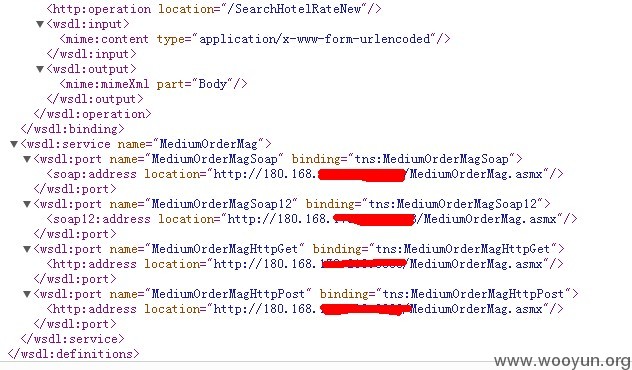 <http:operation location="/SearchHotelRateNew"/>
▼<wsdl:input>
<mime:content type="application/x-www-form-urlencoded"/>
</wsdl:input>
▼<wsdl:output>
<mime:mimeXml part="Body"/>
</wsdl:output>
</wsdl:operation>
</wsdl:binding>
▼<wsdl:service name="MediumOrderMag">
▼<wsdl:port name="MediumOrderMagSoap" binding="tns:MediumOrderMagSoap">
<soap:address location="http://180.168. /MediumOrderMag.asmx"/>
</wsdl:port>
▼<wsdl:port name="MediumOrderMagSoap12" binding="tns:MediumOrderMagSoap12">
<soap12:address location="http://180.168. /MediumOrderMag.asmx"/>
</wsdl:port>
▼<wsdl:port name="MediumOrderMagHttpGet" binding="tns:MediumOrderMagHttpGet">
<http:address location="http://180.168. /MediumOrderMag.asmx"/>
</wsdl:port>
▼<wsdl:port name="MediumOrderMagHttpPost" binding="tns:MediumOrderMagHttpPost">
<http:address location="http://180.168. /MediumOrderMag.asmx"/>
</wsdl:port>
</wsdl:service>
</wsdl:definitions>
www.wooyun.org